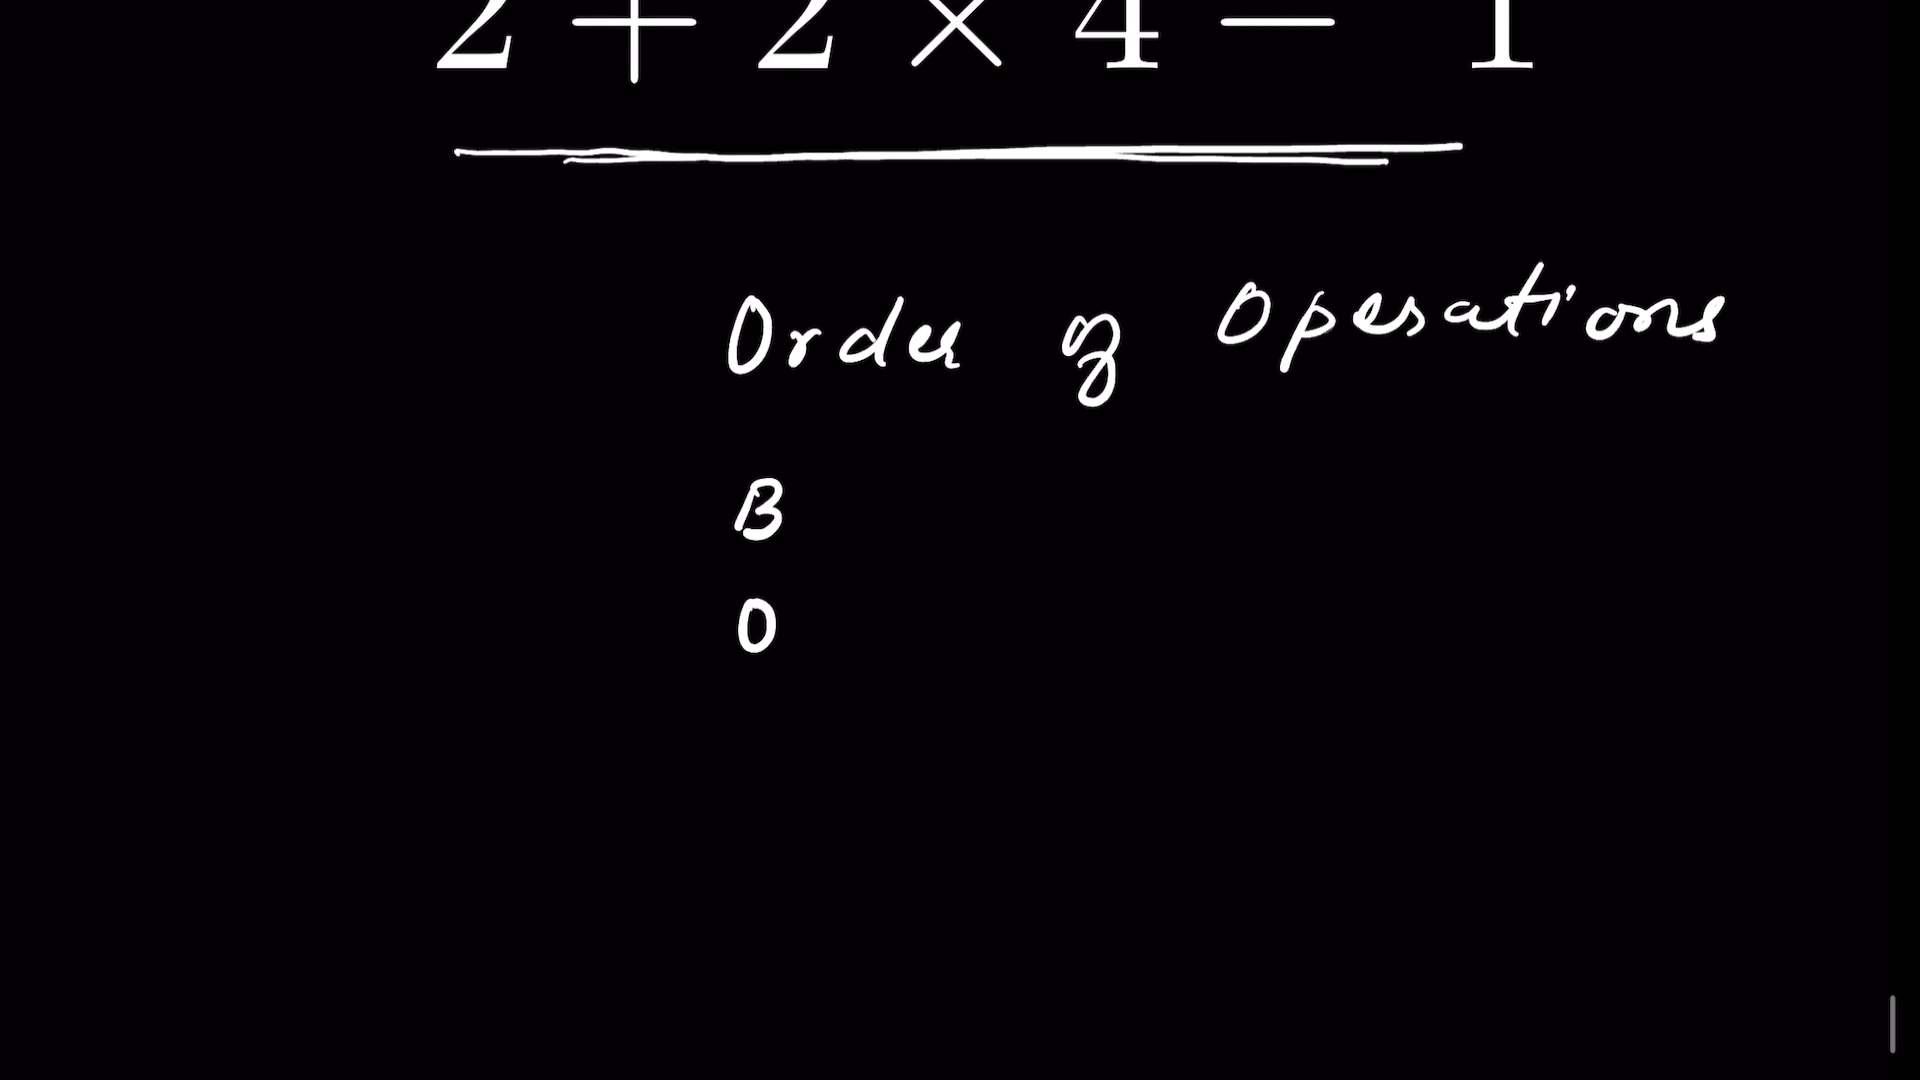 2 + 2 × 4 − 1
Order of Operations
B
O